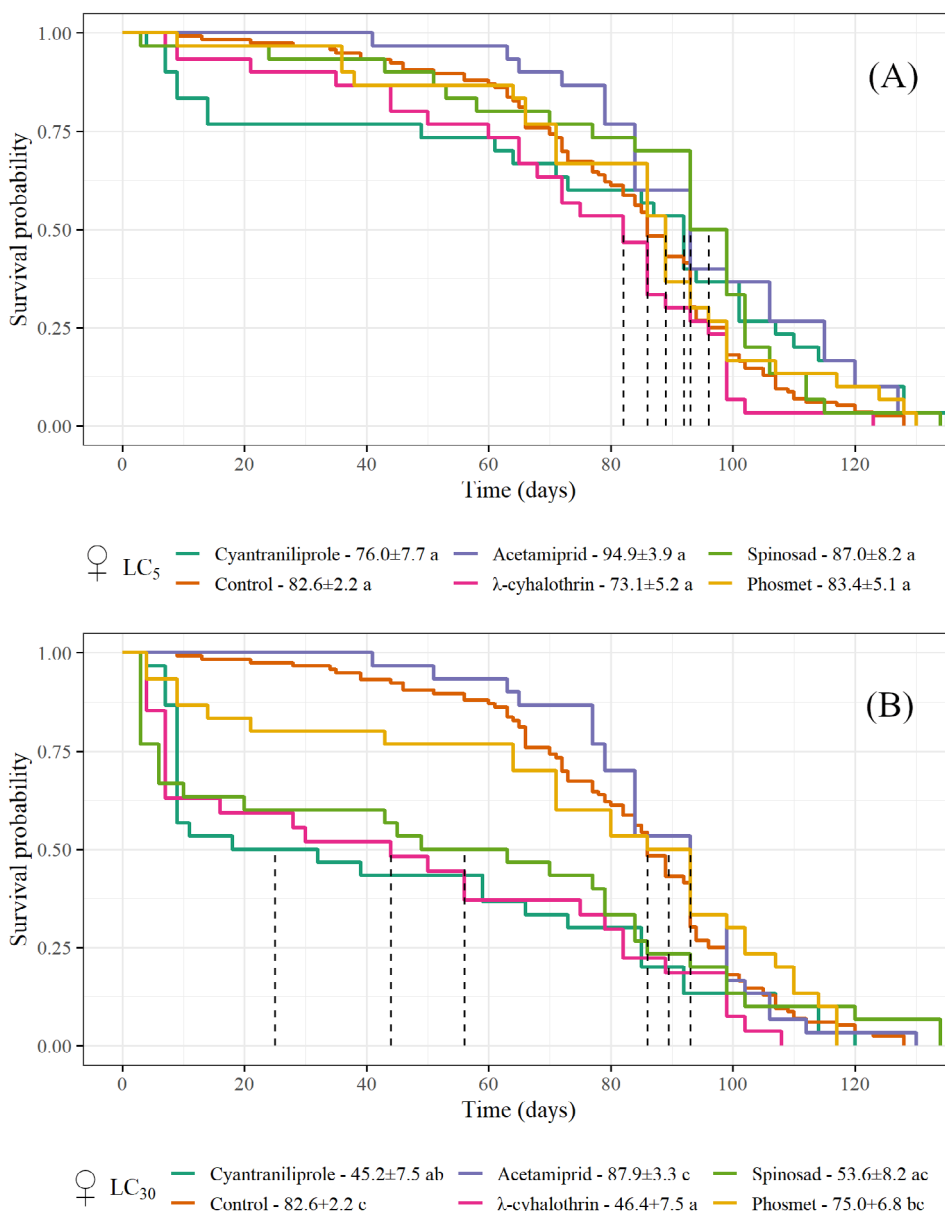 (A)
Survival probability
1.00
0.75
0.50
0.25
0.00
0 20 40 60 80 100 120
Time (days)
♀ LC5
Cyantraniliprole - 76.0±7.7 a Acetamiprid - 94.9±3.9 a Spinosad - 87.0±8.2 a
Control - 82.6±2.2 a λ-cyhalothrin - 73.1±5.2 a Phosmet - 83.4±5.1 a
(B)
Survival probability
1.00
0.75
0.50
0.25
0.00
0 20 40 60 80 100 120
Time (days)
♀ LC30
Cyantraniliprole - 45.2±7.5 ab Acetamiprid - 87.9±3.3 c Spinosad - 53.6±8.2 ac
Control - 82.6+2.2 c λ-cyhalothrin - 46.4+7.5 a Phosmet - 75.0+6.8 bc